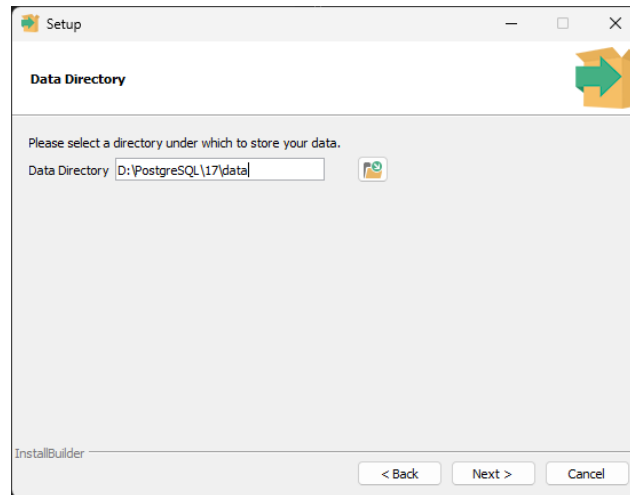 Setup
Data Directory
Please select a directory under which to store your data.
Data Directory D:\PostgreSQL\17\data
InstallBuilder
< Back Next > Cancel